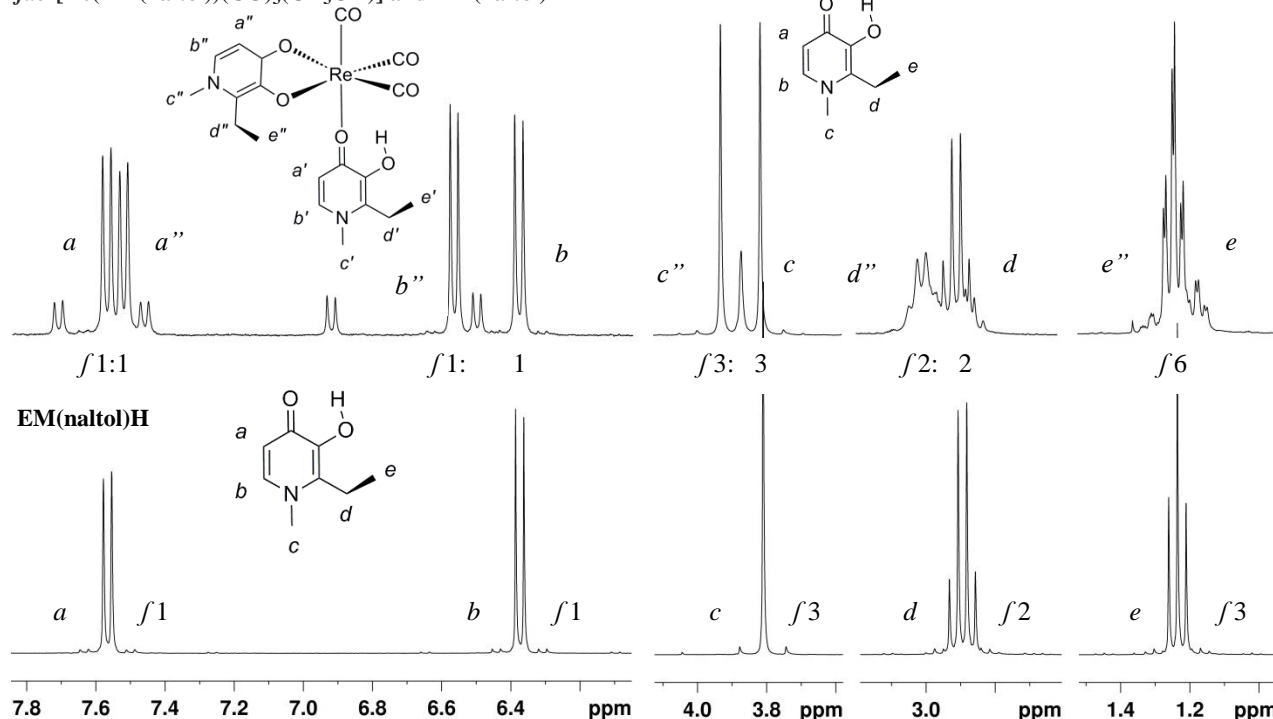 CO
O H
a" O CO a O
b" Re CO b N e
N O d
c" c
d" e" O H
a' O
a a" b' N e' b c" c d" d e" e
d'
c' b"
∫1:1 ∫1: 1 ∫3: 3 ∫2: 2 ∫6
EM(naltol)H
O H
a O
b N e
d
c
a ∫1 b ∫1 c ∫3 d ∫2 e ∫3
7.8 7.6 7.4 7.2 7.0 6.8 6.6 6.4 ppm 4.0 3.8 ppm 3.0 ppm 1.4 1.2 ppm